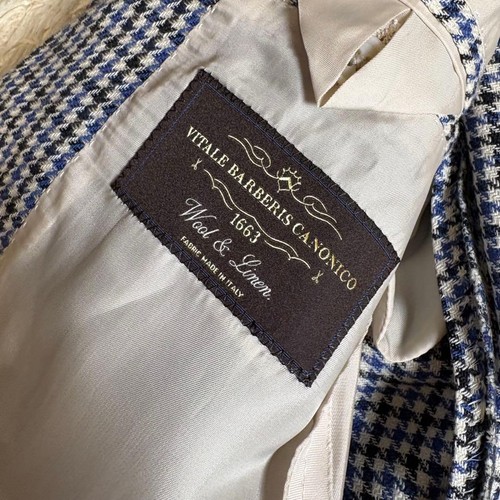 VITALE BARBERIS CANONICO
1663
Wool & Linen.
FABRIC MADE IN ITALY